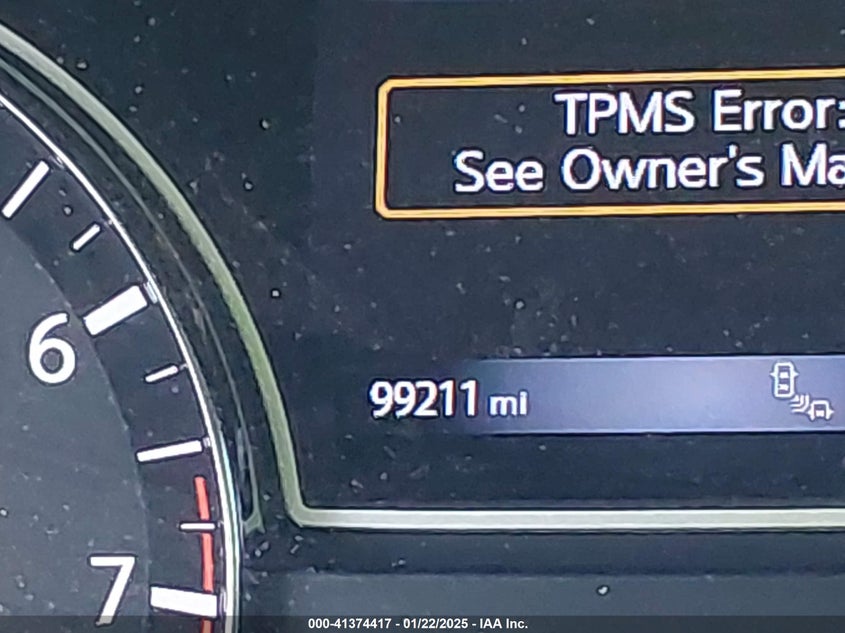 TPMS Error:
See Owner's Ma
6
99211 mi
7
000-41374417 - 01/22/2025 - IAA Inc.